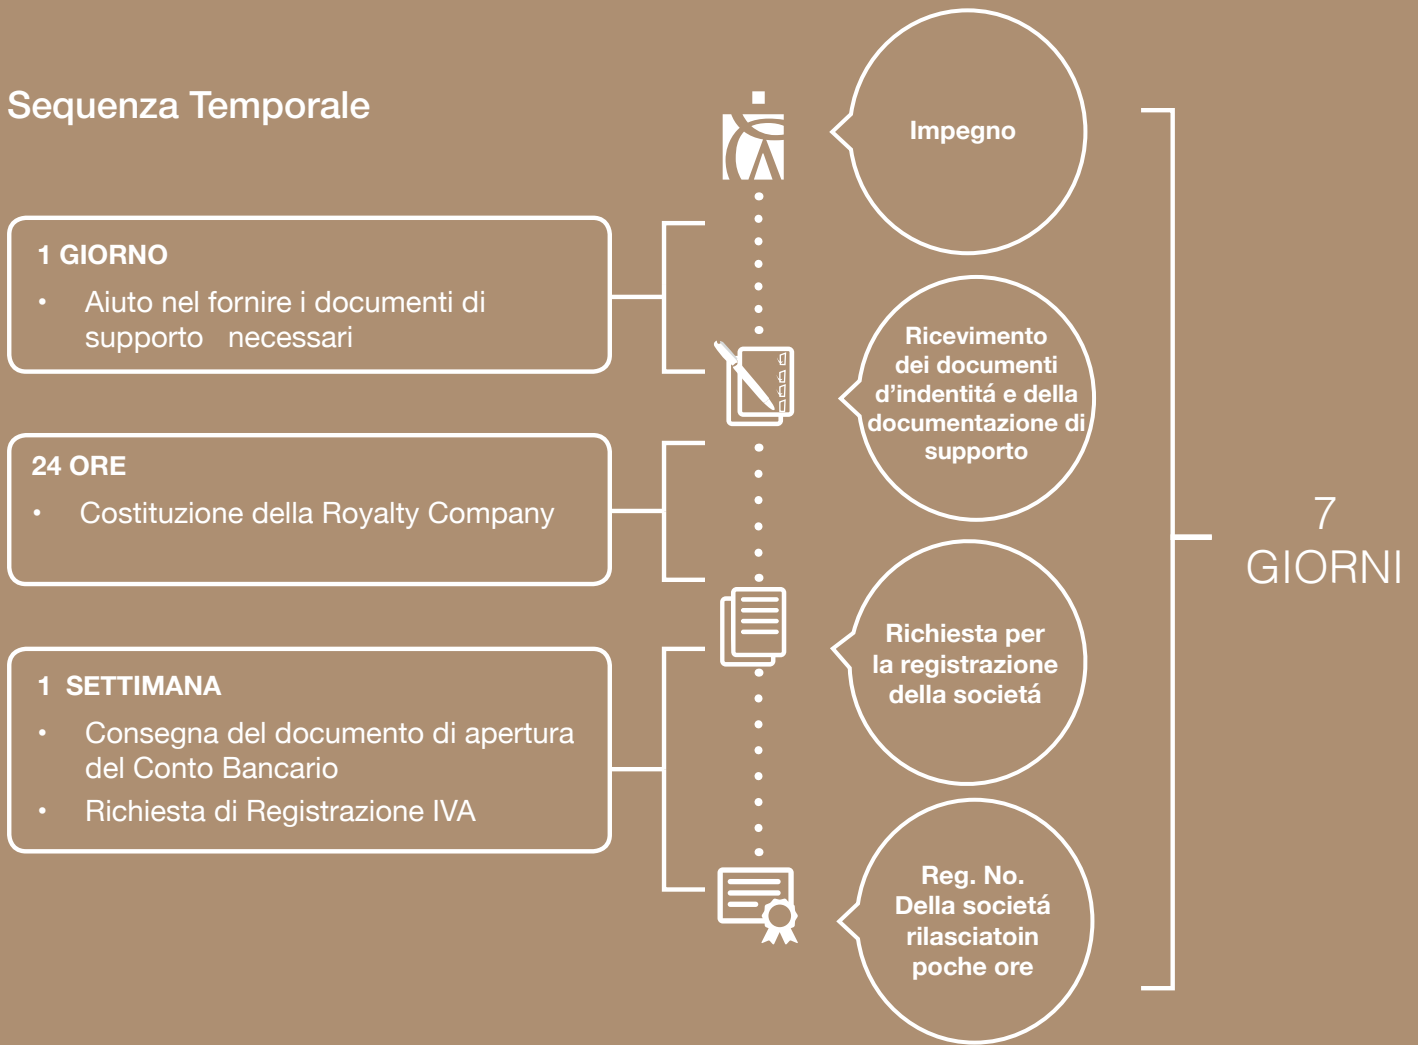 Sequenza Temporale
Impegno
1 GIORNO
• Aiuto nel fornire i documenti di
supporto necessari
Ricevimento
dei documenti
d’indentitá e della
documentazione di
supporto
24 ORE
• Costituzione della Royalty Company
7
GIORNI
Richiesta per
la registrazione
della societá
1 SETTIMANA
• Consegna del documento di apertura
del Conto Bancario
• Richiesta di Registrazione IVA
Reg. No.
Della societá
rilasciatoin
poche ore